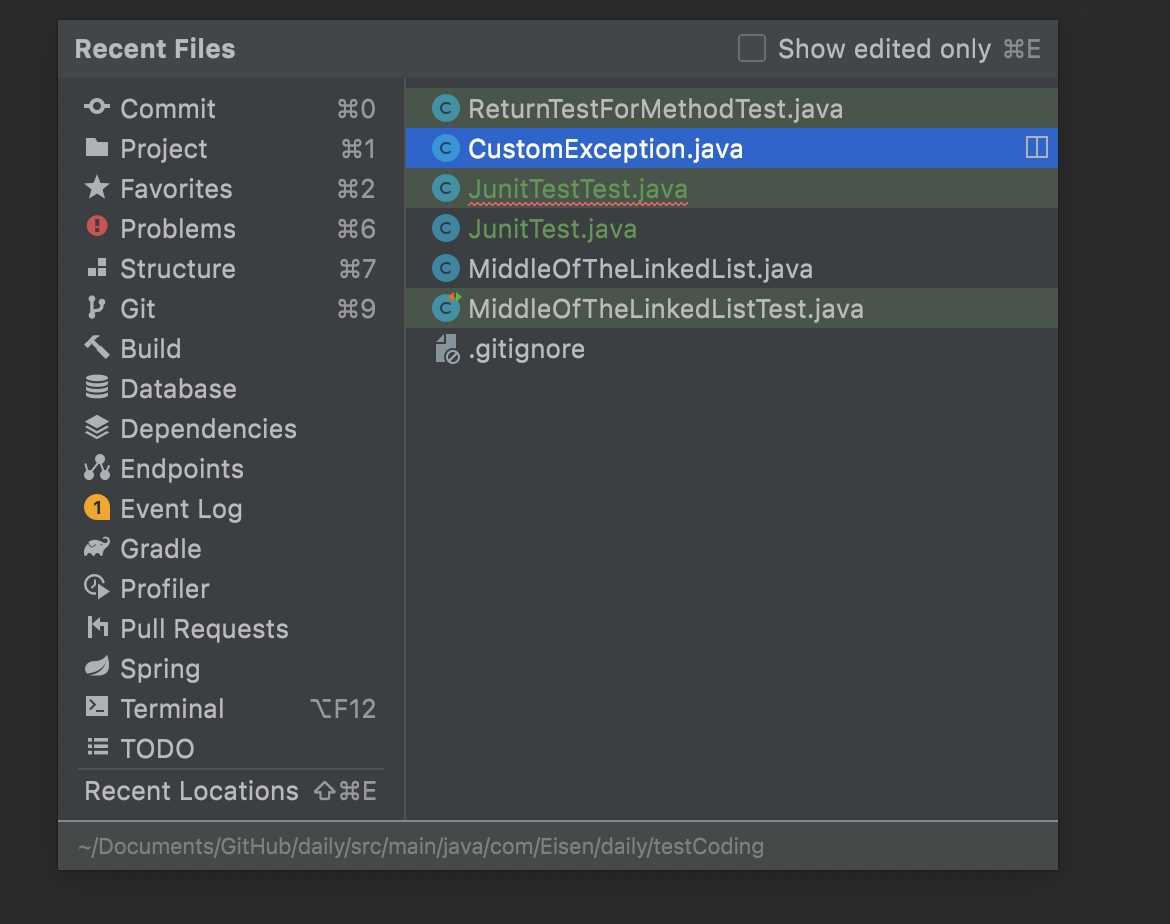 Recent Files
Show edited only ⌘E
Commit ⌘0
Project ⌘1
Favorites ⌘2
Problems ⌘6
Structure ⌘7
Git ⌘9
Build
Database
Dependencies
Endpoints
1 Event Log
Gradle
Profiler
Pull Requests
Spring
Terminal ⌥F12
TODO
Recent Locations ⇧⌘E
C ReturnTestForMethodTest.java
C CustomException.java
C JunitTestTest.java
C JunitTest.java
C MiddleOfTheLinkedList.java
C MiddleOfTheLinkedListTest.java
.gitignore
~/Documents/GitHub/daily/src/main/java/com/Eisen/daily/testCoding